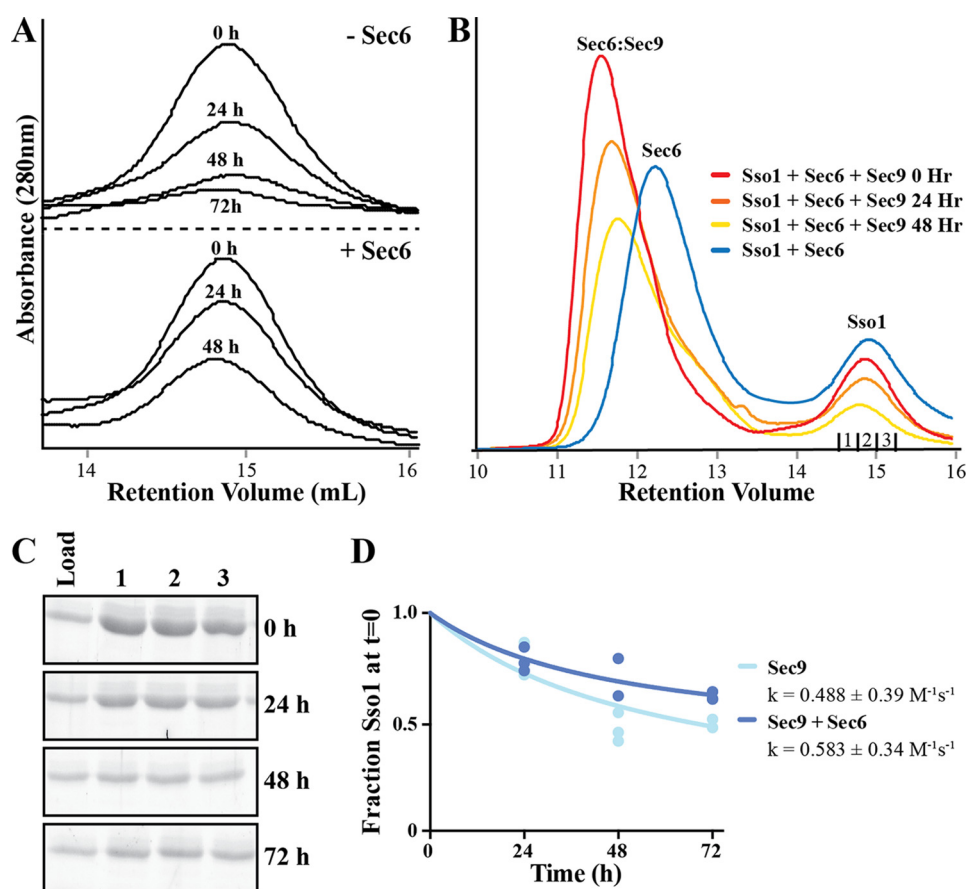 A
- Sec6
0 h
24 h
48 h
72h
+ Sec6
0 h
24 h
48 h
Absorbance (280nm)
14 15 16
Retention Volume (mL)
B
Sec6:Sec9
Sec6
Sso1 + Sec6 + Sec9 0 Hr
Sso1 + Sec6 + Sec9 24 Hr
Sso1 + Sec6 + Sec9 48 Hr
Sso1 + Sec6
Sso1
1 2 3
10 11 12 13 14 15 16
Retention Volume
C
Load 1 2 3
0 h
24 h
48 h
72 h
D
Fraction Sso1 at t=0
1.0
0.5
0
0 24 48 72
Time (h)
Sec9
k = 0.488 ± 0.39 M⁻¹s⁻¹
Sec9 + Sec6
k = 0.583 ± 0.34 M⁻¹s⁻¹